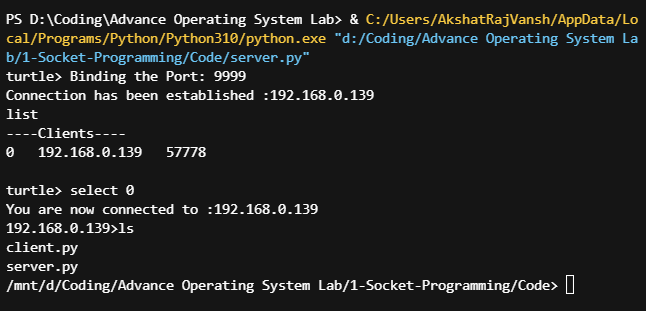 PS D:\Coding\Advance Operating System Lab> & C:/Users/AkshatRajVansh/AppData/Lo
cal/Programs/Python/Python310/python.exe "d:/Coding/Advance Operating System La
b/1-Socket-Programming/Code/server.py"
turtle> Binding the Port: 9999
Connection has been established :192.168.0.139
list
----Clients----
0   192.168.0.139   57778
turtle> select 0
You are now connected to :192.168.0.139
192.168.0.139>ls
client.py
server.py
/mnt/d/Coding/Advance Operating System Lab/1-Socket-Programming/Code>